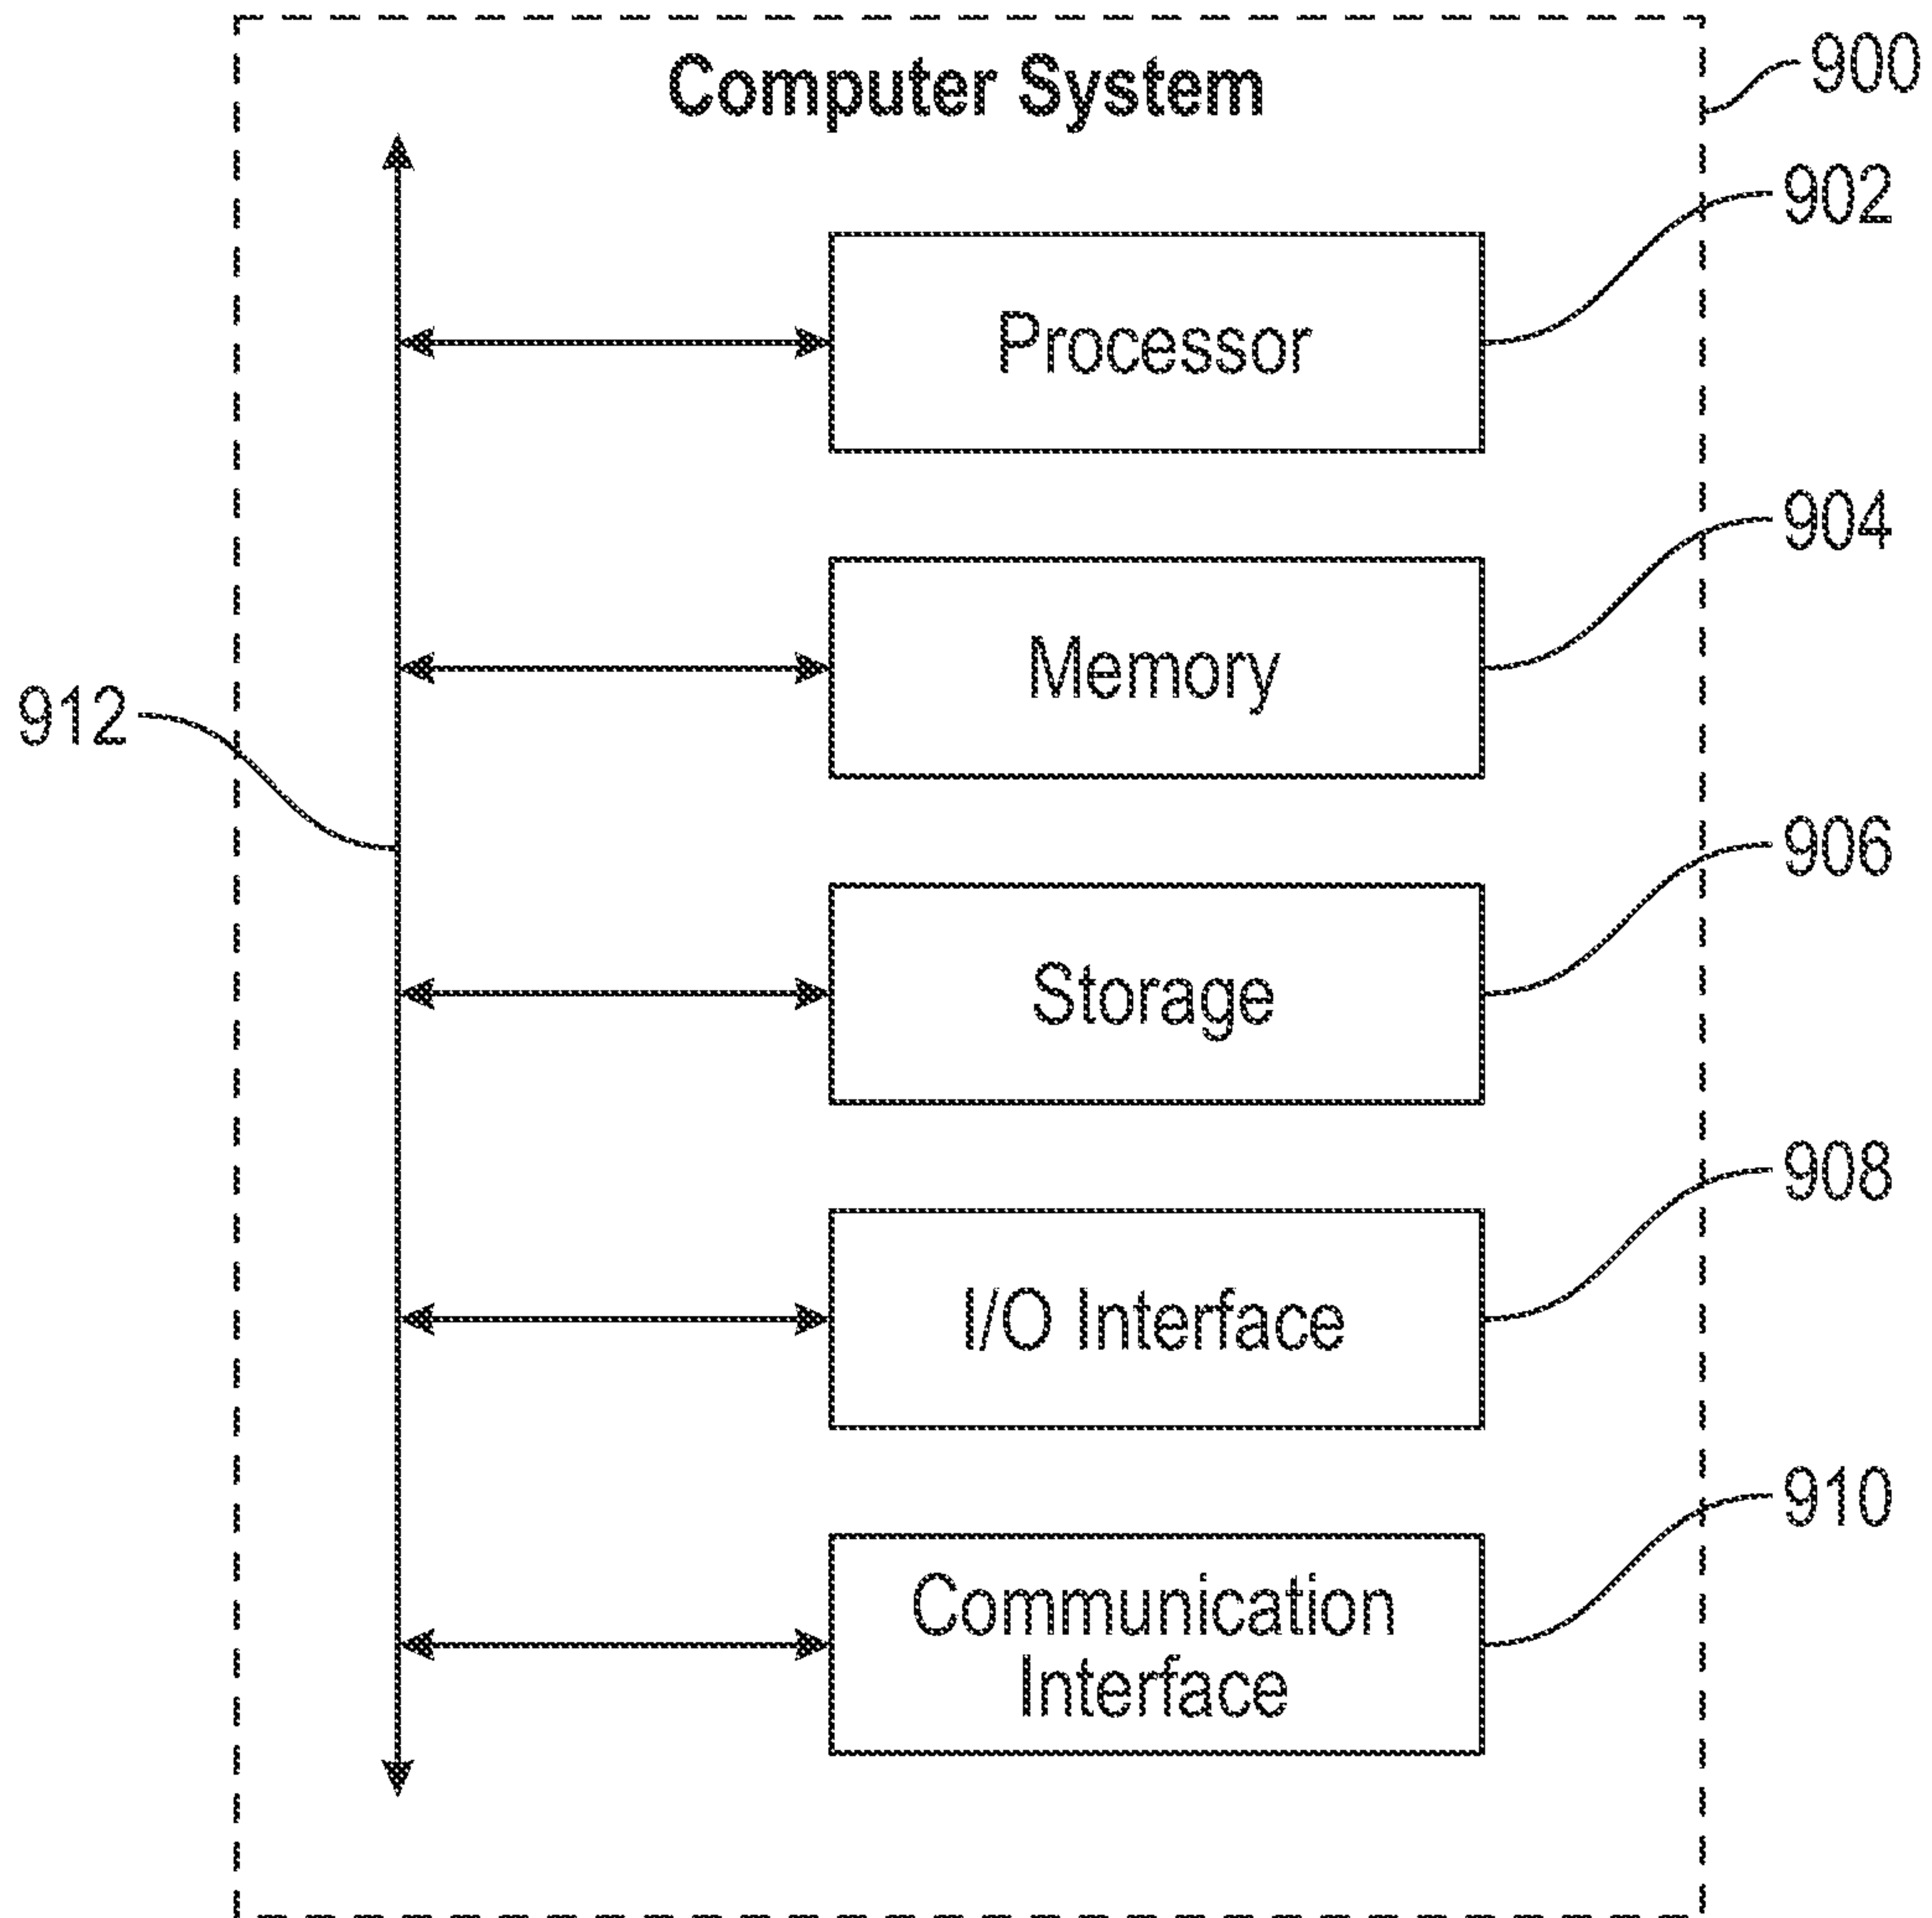 Computer System
900
902
Processor
904
Memory
912
906
Storage
908
I/O Interface
910
Communication
Interface